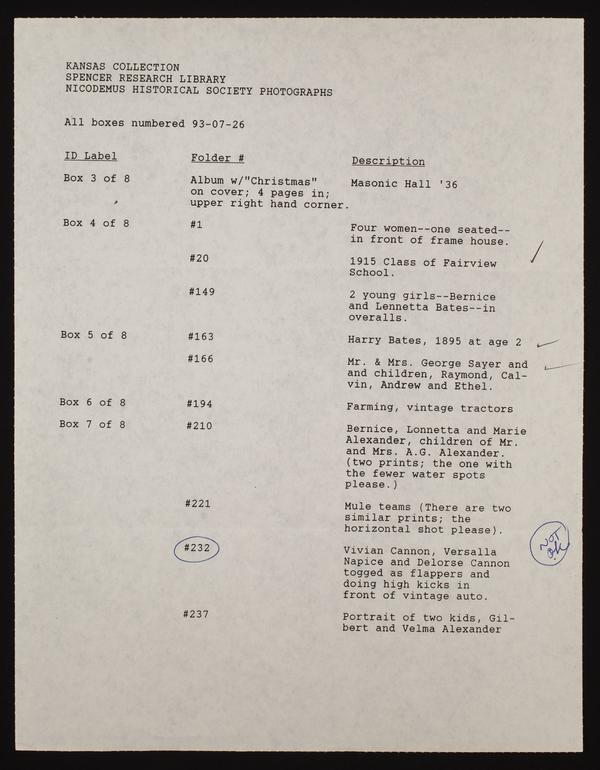 KANSAS COLLECTION
SPENCER RESEARCH LIBRARY
NICODEMUS HISTORICAL SOCIETY PHOTOGRAPHS
All boxes numbered 93-07-26
ID Label Folder # Description
Box 3 of 8 Album w/"Christmas" Masonic Hall '36
on cover; 4 pages in;
upper right hand corner.
Box 4 of 8 #1 Four women--one seated--
in front of frame house.
#20 1915 Class of Fairview
School.
#149 2 young girls--Bernice
and Lennetta Bates--in
overalls.
Box 5 of 8 #163 Harry Bates, 1895 at age 2
#166 Mr. & Mrs. George Sayer and
and children, Raymond, Cal-
vin, Andrew and Ethel.
Box 6 of 8 #194 Farming, vintage tractors
Box 7 of 8 #210 Bernice, Lonnetta and Marie
Alexander, children of Mr.
and Mrs. A.G. Alexander.
(two prints; the one with
the fewer water spots
please.)
#221 Mule teams (There are two
similar prints; the
horizontal shot please).
#232 Vivian Cannon, Versalla
Napice and Delorse Cannon
togged as flappers and
doing high kicks in
front of vintage auto.
NOT
OK
#237 Portrait of two kids, Gil-
bert and Velma Alexander